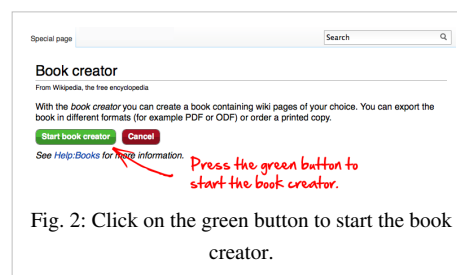 Special page
Search
Book creator
From Wikipedia, the free encyclopedia
With the book creator you can create a book containing wiki pages of your choice. You can export the
book in different formats (for example PDF or ODF) or order a printed copy.
Start book creator Cancel
See Help:Books for more information.
Press the green button to
start the book creator.
Fig. 2: Click on the green button to start the book
creator.